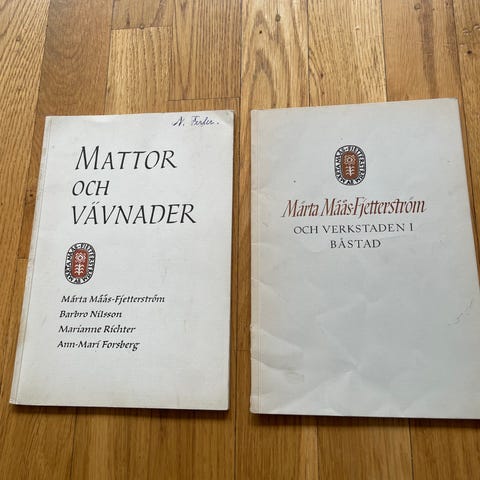 MATTOR
OCH
VÄVNADER
Märta Måås-Fjetterström
Barbro Nilsson
Marianne Richter
Ann-Mari Forsberg
Märta Måås-Fjetterström
OCH VERKSTADEN I
BÅSTAD